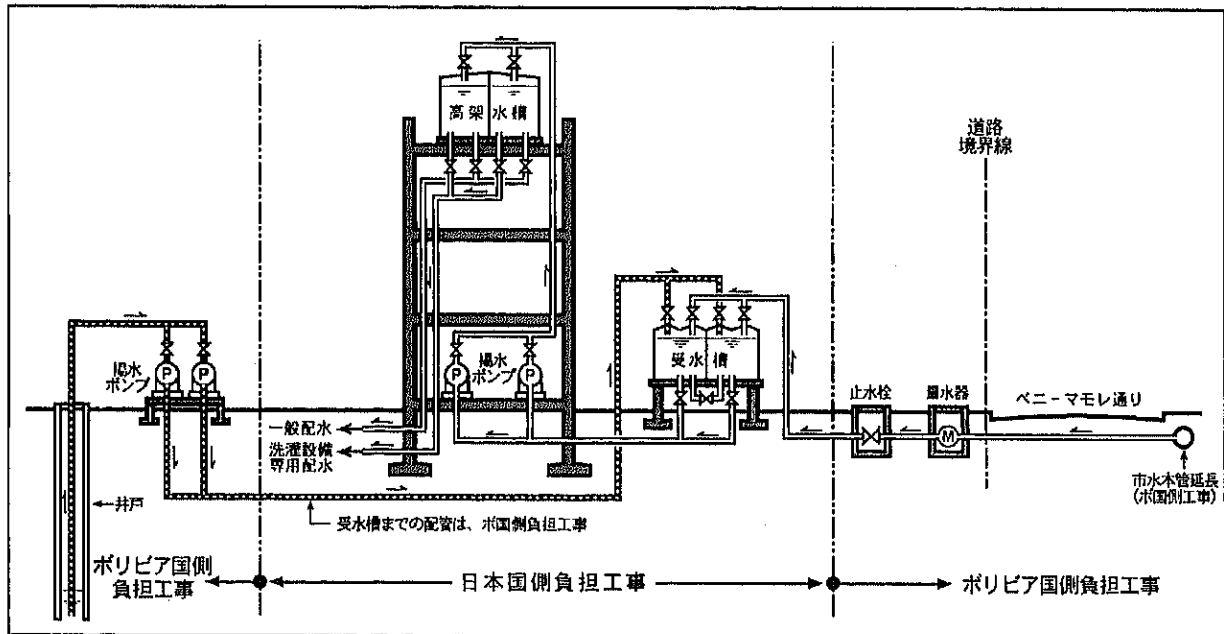 高架水槽
道路
境界線
揚水
ポンプ
P
P
揚水
ポンプ
P
P
受水槽
止水栓
量水器
ベニーマモレ通り
M
一般配水
洗濯設備
専用配水
市水本管延長
(ボ国側工事)
井戸
受水槽までの配管は、ボ国側負担工事
ボリビア国側
負担工事
日本国側負担工事
ボリビア国側負担工事